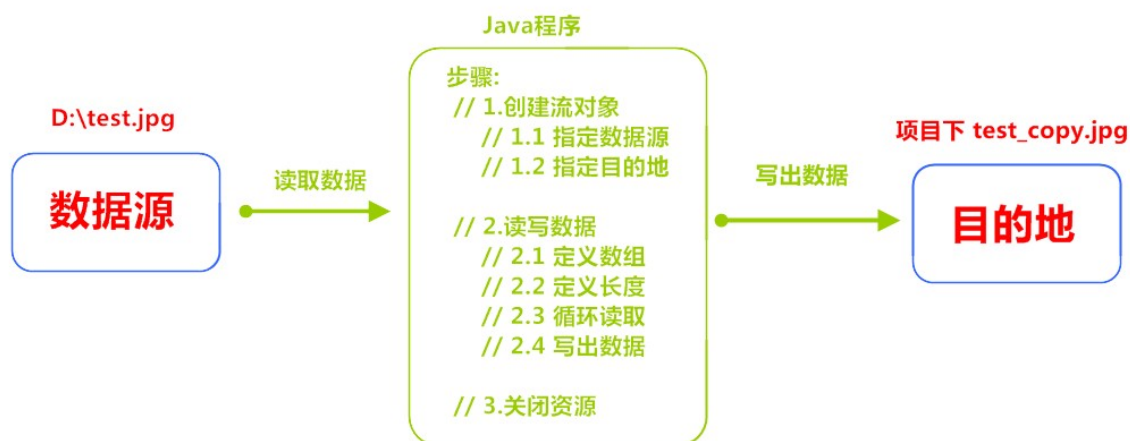 Java程序
D:\test.jpg
数据源
读取数据
步骤:
// 1.创建流对象
// 1.1 指定数据源
// 1.2 指定目的地
// 2.读写数据
// 2.1 定义数组
// 2.2 定义长度
// 2.3 循环读取
// 2.4 写出数据
// 3.关闭资源
写出数据
项目下 test_copy.jpg
目的地